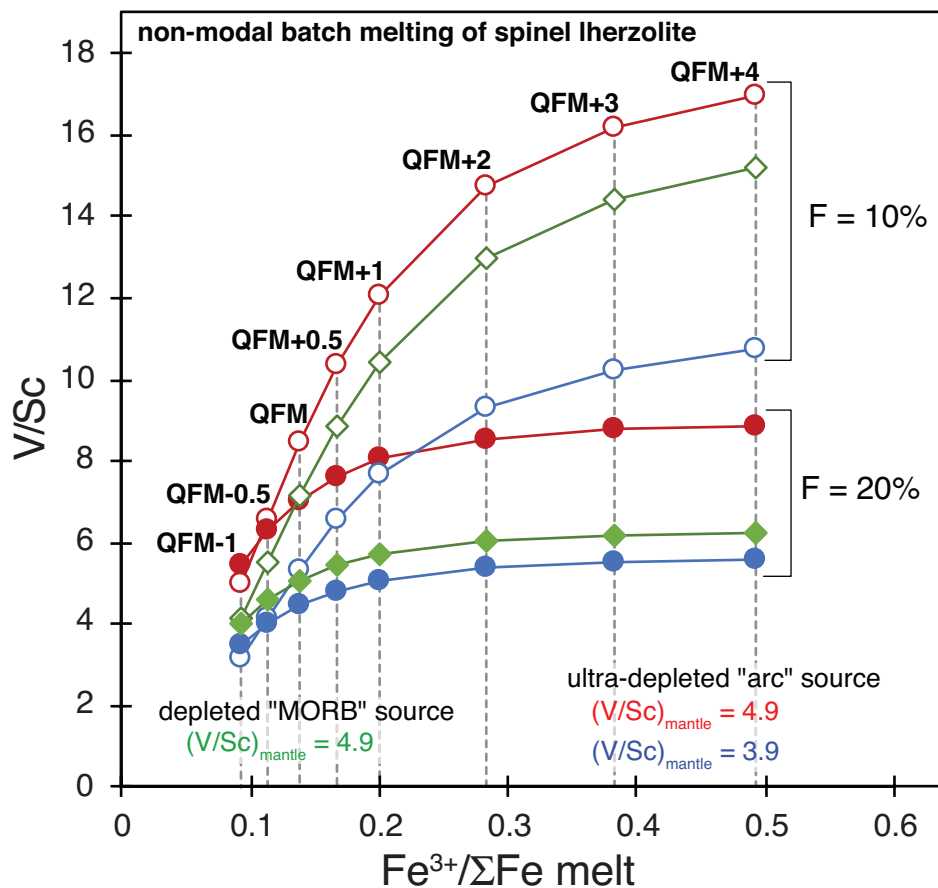 non-modal batch melting of spinel lherzolite
18
16
14
12
10
8
6
4
2
0
V/Sc
QFM+4
QFM+3
QFM+2
QFM+1
QFM+0.5
QFM
QFM-0.5
QFM-1
F = 10%
F = 20%
depleted "MORB" source
(V/Sc)mantle = 4.9
ultra-depleted "arc" source
(V/Sc)mantle = 4.9
(V/Sc)mantle = 3.9
0
0.1
0.2
0.3
0.4
0.5
0.6
Fe³⁺/ΣFe melt